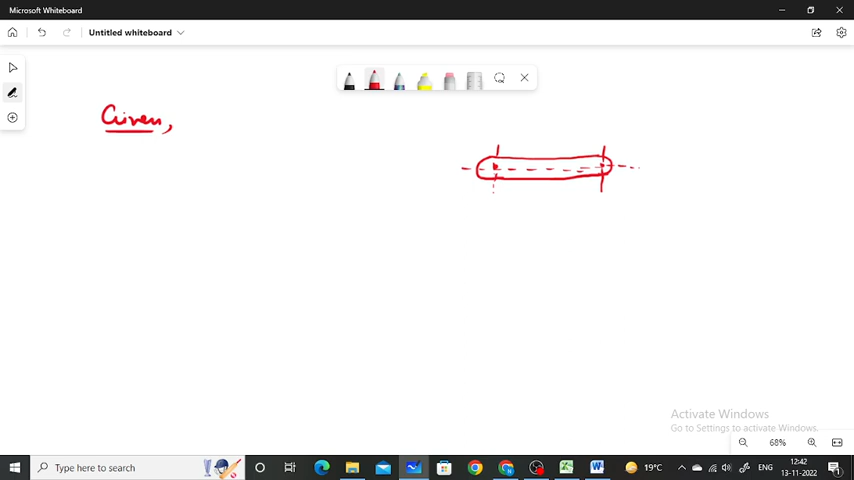 Microsoft Whiteboard
Untitled whiteboard
Given,
Activate Windows
Go to Settings to activate Windows.
68%
Type here to search
19°C
ENG
12:42
13-11-2022
1